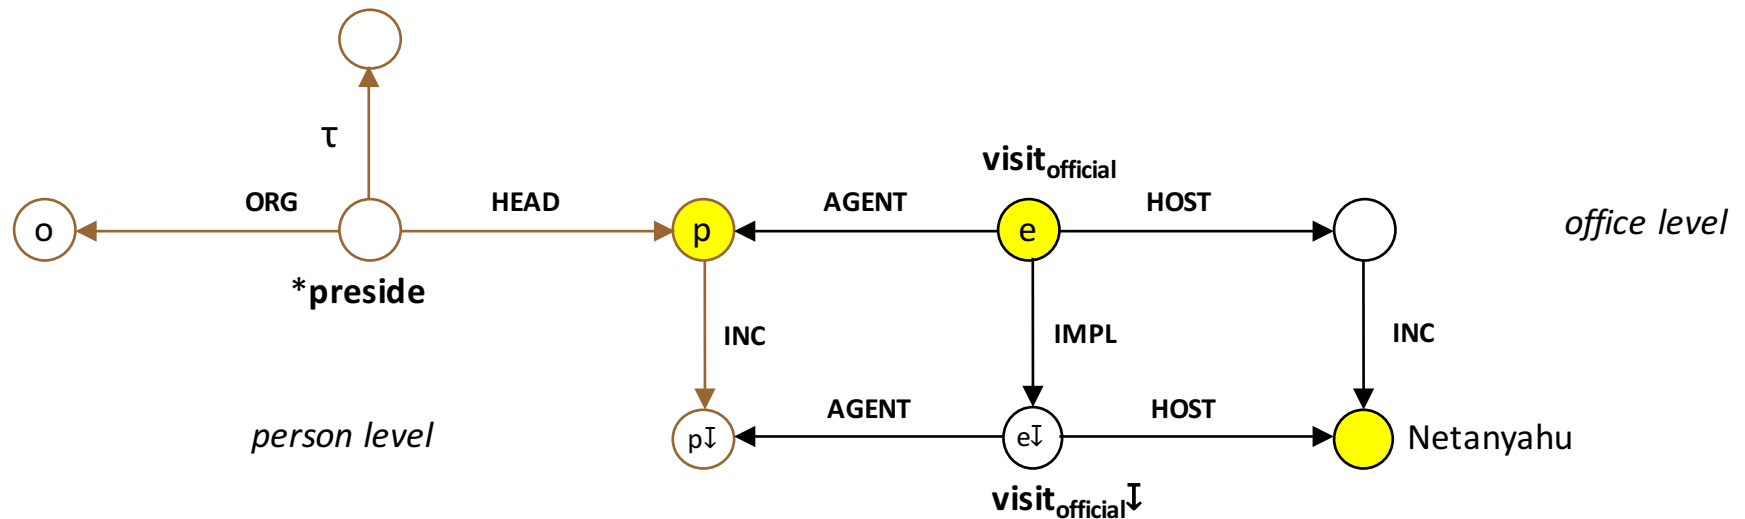 τ
visitofficial
ORG HEAD AGENT HOST
o p e office level
*preside
INC IMPL INC
AGENT HOST
person level p↧ e↧ Netanyahu
visitofficial↧